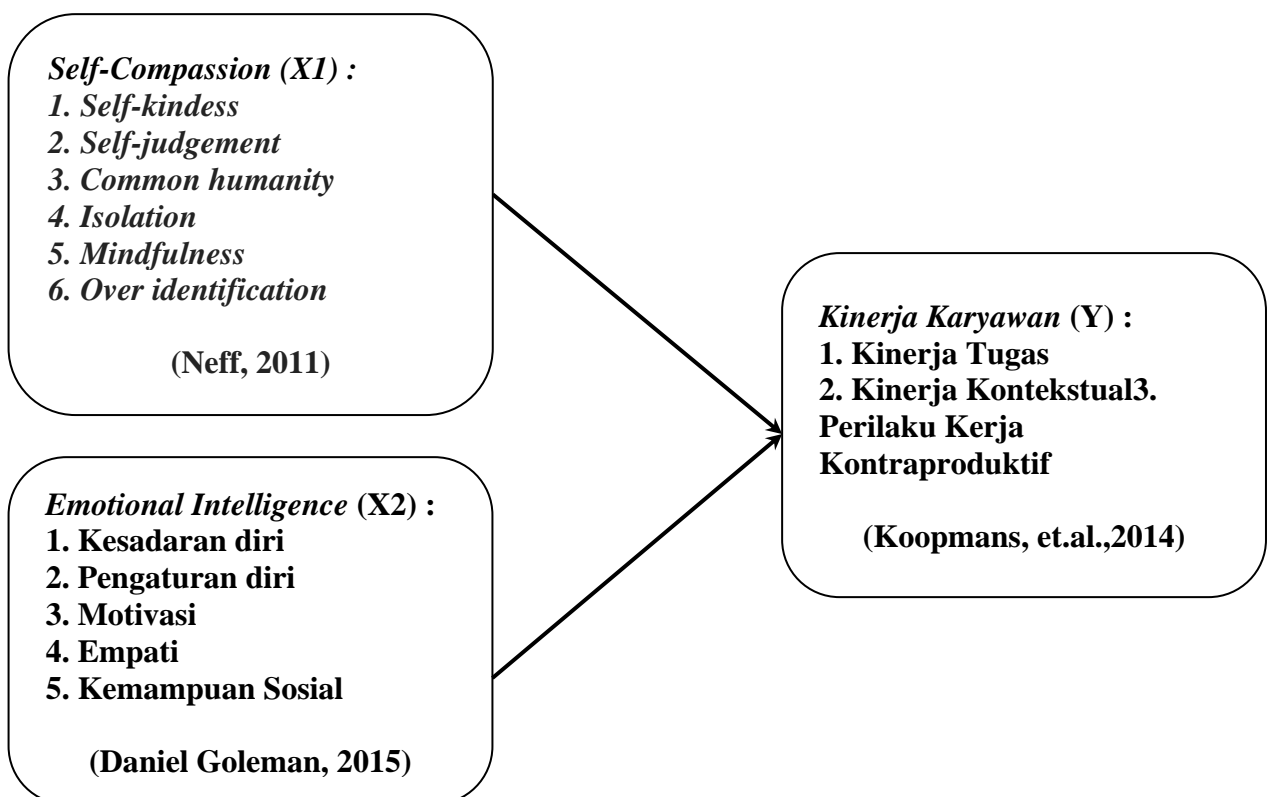 Self-Compassion (X1) :
1. Self-kindess
2. Self-judgement
3. Common humanity
4. Isolation
5. Mindfulness
6. Over identification
(Neff, 2011)
Kinerja Karyawan (Y) :
1. Kinerja Tugas
2. Kinerja Kontekstual3.
Perilaku Kerja
Kontraproduktif
(Koopmans, et.al.,2014)
Emotional Intelligence (X2) :
1. Kesadaran diri
2. Pengaturan diri
3. Motivasi
4. Empati
5. Kemampuan Sosial
(Daniel Goleman, 2015)